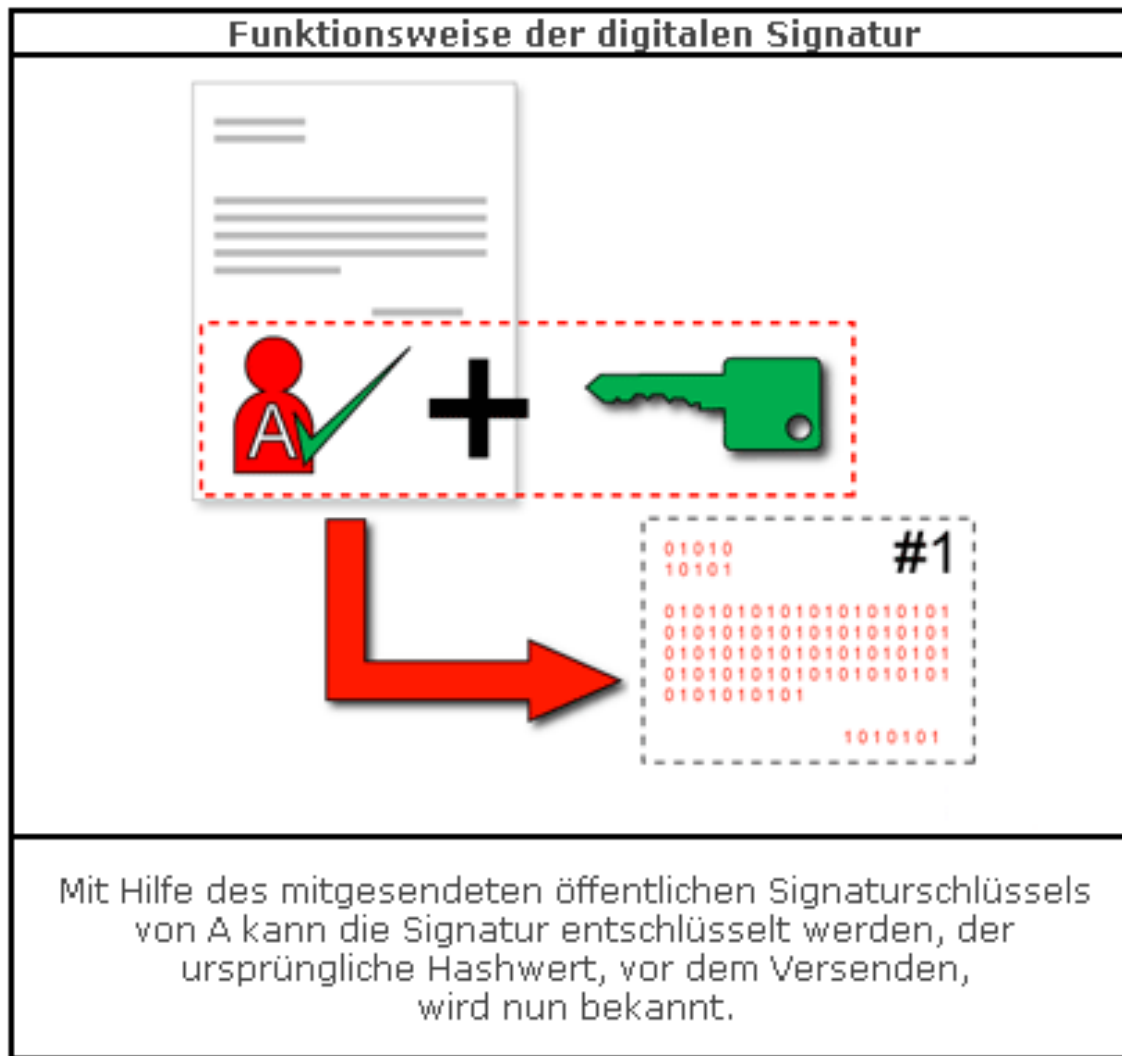 Funktionsweise der digitalen Signatur
A
#1
01010
10101
01010101010101010101
01010101010101010101
01010101010101010101
01010101010101010101
0101010101
1010101
Mit Hilfe des mitgesendeten öffentlichen Signaturschlüssels
von A kann die Signatur entschlüsselt werden, der
ursprüngliche Hashwert, vor dem Versenden,
wird nun bekannt.